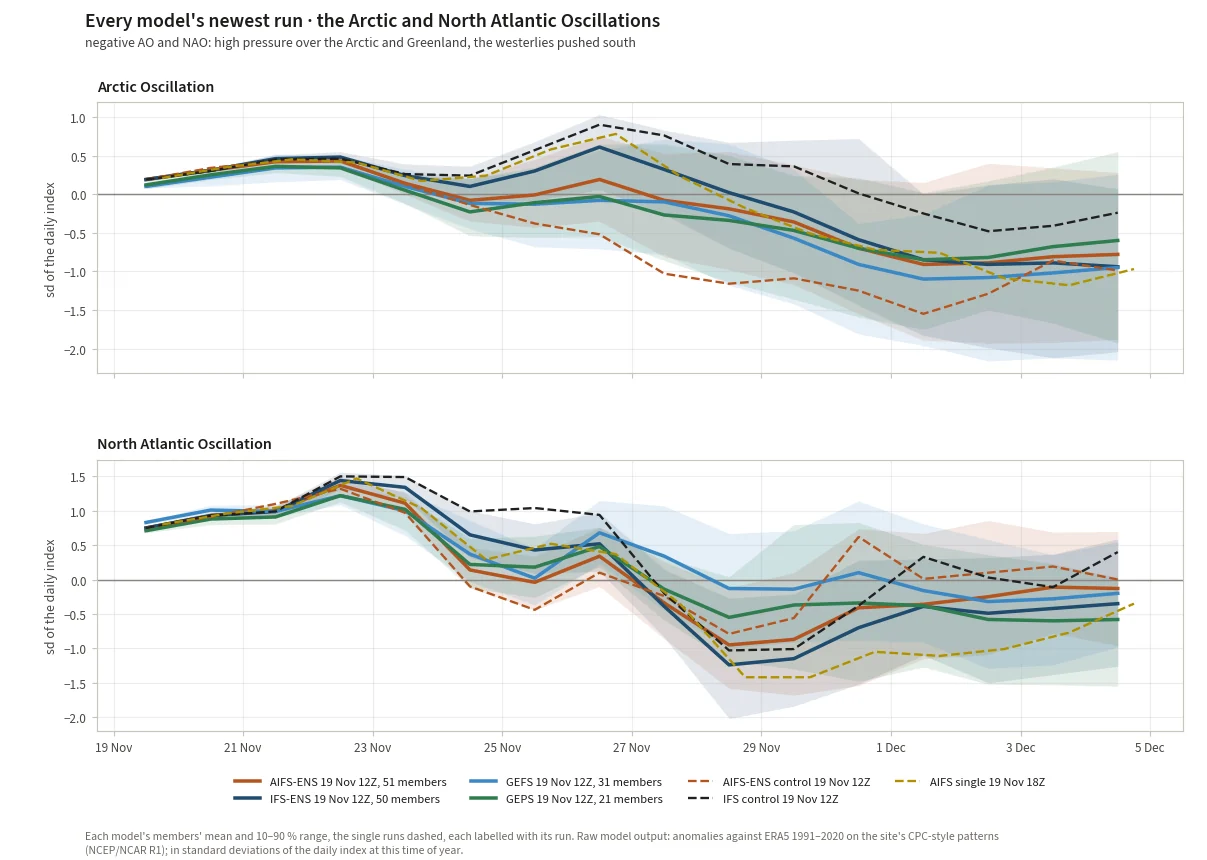 Every model's newest run · the Arctic and North Atlantic Oscillations
negative AO and NAO: high pressure over the Arctic and Greenland, the westerlies pushed south
Arctic Oscillation
sd of the daily index
1.0
0.5
0.0
−0.5
−1.0
−1.5
−2.0
North Atlantic Oscillation
sd of the daily index
1.5
1.0
0.5
0.0
−0.5
−1.0
−1.5
−2.0
19 Nov 21 Nov 23 Nov 25 Nov 27 Nov 29 Nov 1 Dec 3 Dec 5 Dec
AIFS-ENS 19 Nov 12Z, 51 members GEFS 19 Nov 12Z, 31 members AIFS-ENS control 19 Nov 12Z AIFS single 19 Nov 18Z
IFS-ENS 19 Nov 12Z, 50 members GEPS 19 Nov 12Z, 21 members IFS control 19 Nov 12Z
Each model's members' mean and 10–90 % range, the single runs dashed, each labelled with its run. Raw model output: anomalies against ERA5 1991–2020 on the site's CPC-style patterns
(NCEP/NCAR R1); in standard deviations of the daily index at this time of year.